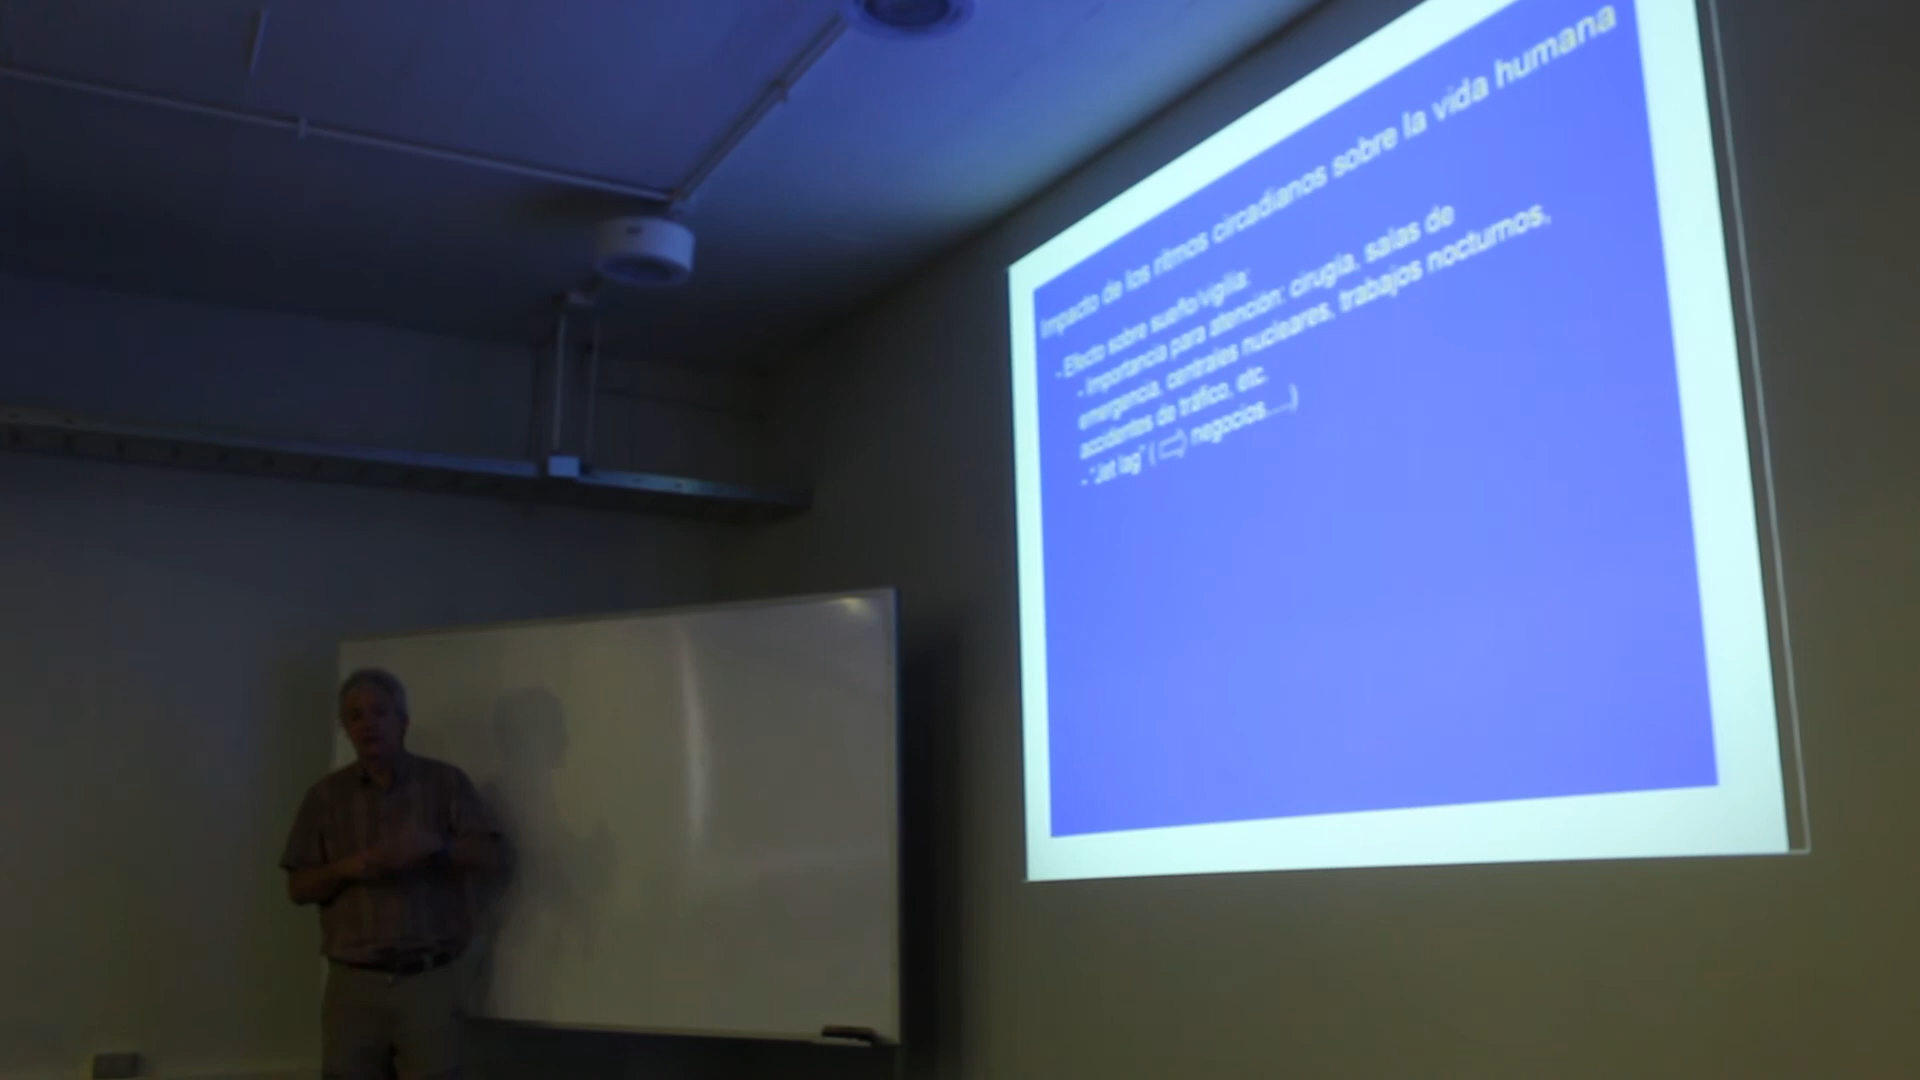 Impacto de los ritmos circadianos sobre la vida humana
- Efecto sobre sueño/vigilia:
- Importancia para atención: cirugía, salas de
emergencia, centrales nucleares, trabajos nocturnos,
accidentes de tráfico, etc.
- "Jet lag" ( ⇨ negocios....)